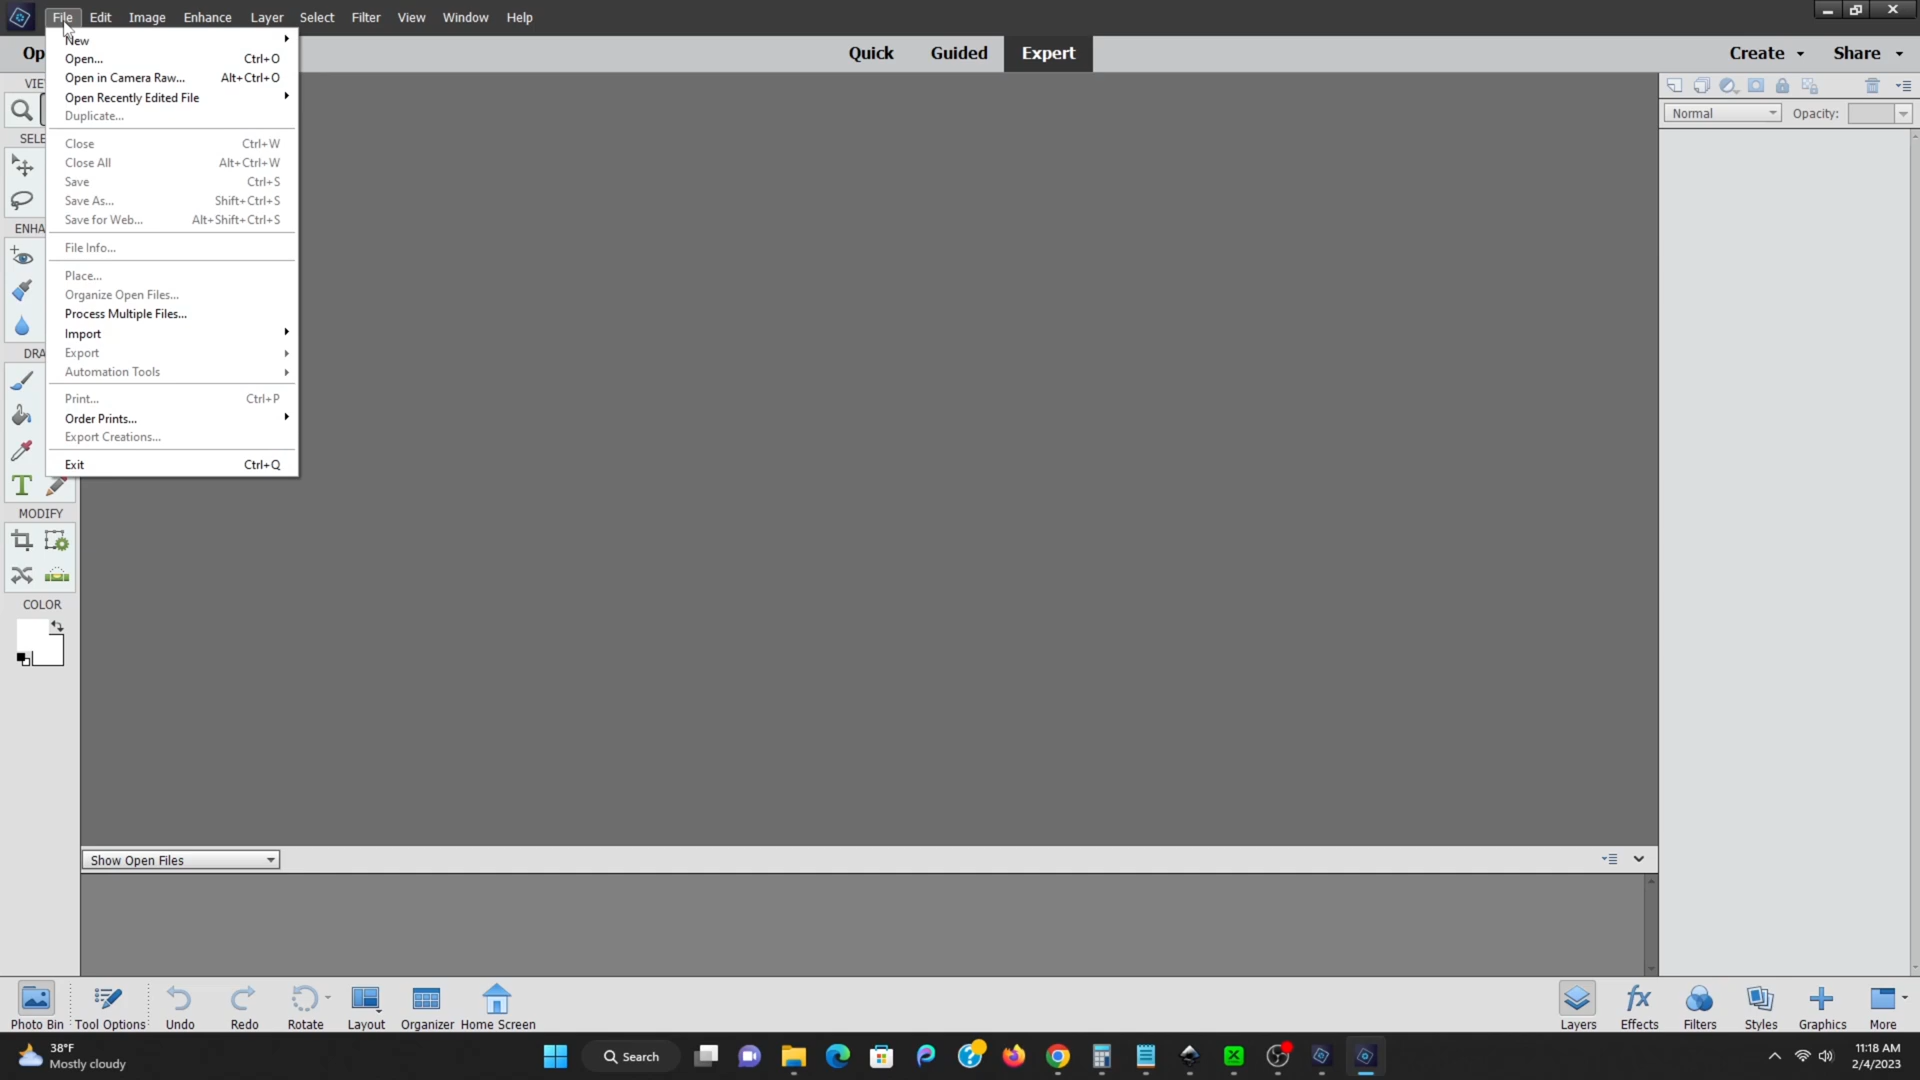 File Edit Image Enhance Layer Select Filter View Window Help
Op Quick Guided Expert Create Share
New
Open... Ctrl+O
Open in Camera Raw... Alt+Ctrl+O
Open Recently Edited File
Duplicate...
Close Ctrl+W
Close All Alt+Ctrl+W
Save Ctrl+S
Save As... Shift+Ctrl+S
Save for Web... Alt+Shift+Ctrl+S
File Info...
Place...
Organize Open Files...
Process Multiple Files...
Import
Export
Automation Tools
Print... Ctrl+P
Order Prints...
Export Creations...
Exit Ctrl+Q
VIE
SELE
ENHA
DRA
MODIFY
COLOR
Normal Opacity:
Show Open Files
Photo Bin Tool Options Undo Redo Rotate Layout Organizer Home Screen Layers Effects Filters Styles Graphics More
38°F
Mostly cloudy
Search
11:18 AM
2/4/2023